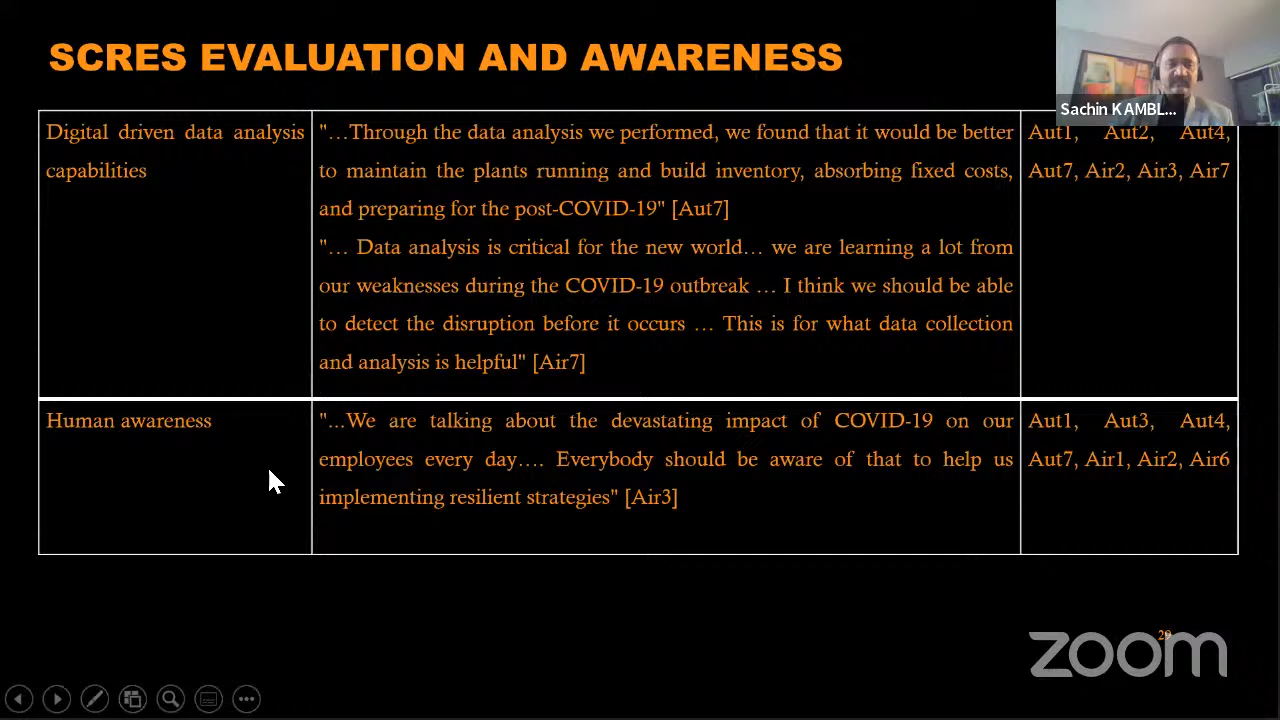 SCRES EVALUATION AND AWARENESS
Sachin KAMBL...
Digital driven data analysis
capabilities
"…Through the data analysis we performed, we found that it would be better
to maintain the plants running and build inventory, absorbing fixed costs,
and preparing for the post-COVID-19" [Aut7]
"… Data analysis is critical for the new world… we are learning a lot from
our weaknesses during the COVID-19 outbreak … I think we should be able
to detect the disruption before it occurs … This is for what data collection
and analysis is helpful" [Air7]
Aut1, Aut2, Aut4,
Aut7, Air2, Air3, Air7
Human awareness
"...We are talking about the devastating impact of COVID-19 on our
employees every day…. Everybody should be aware of that to help us
implementing resilient strategies" [Air3]
Aut1, Aut3, Aut4,
Aut7, Air1, Air2, Air6
29
zoom